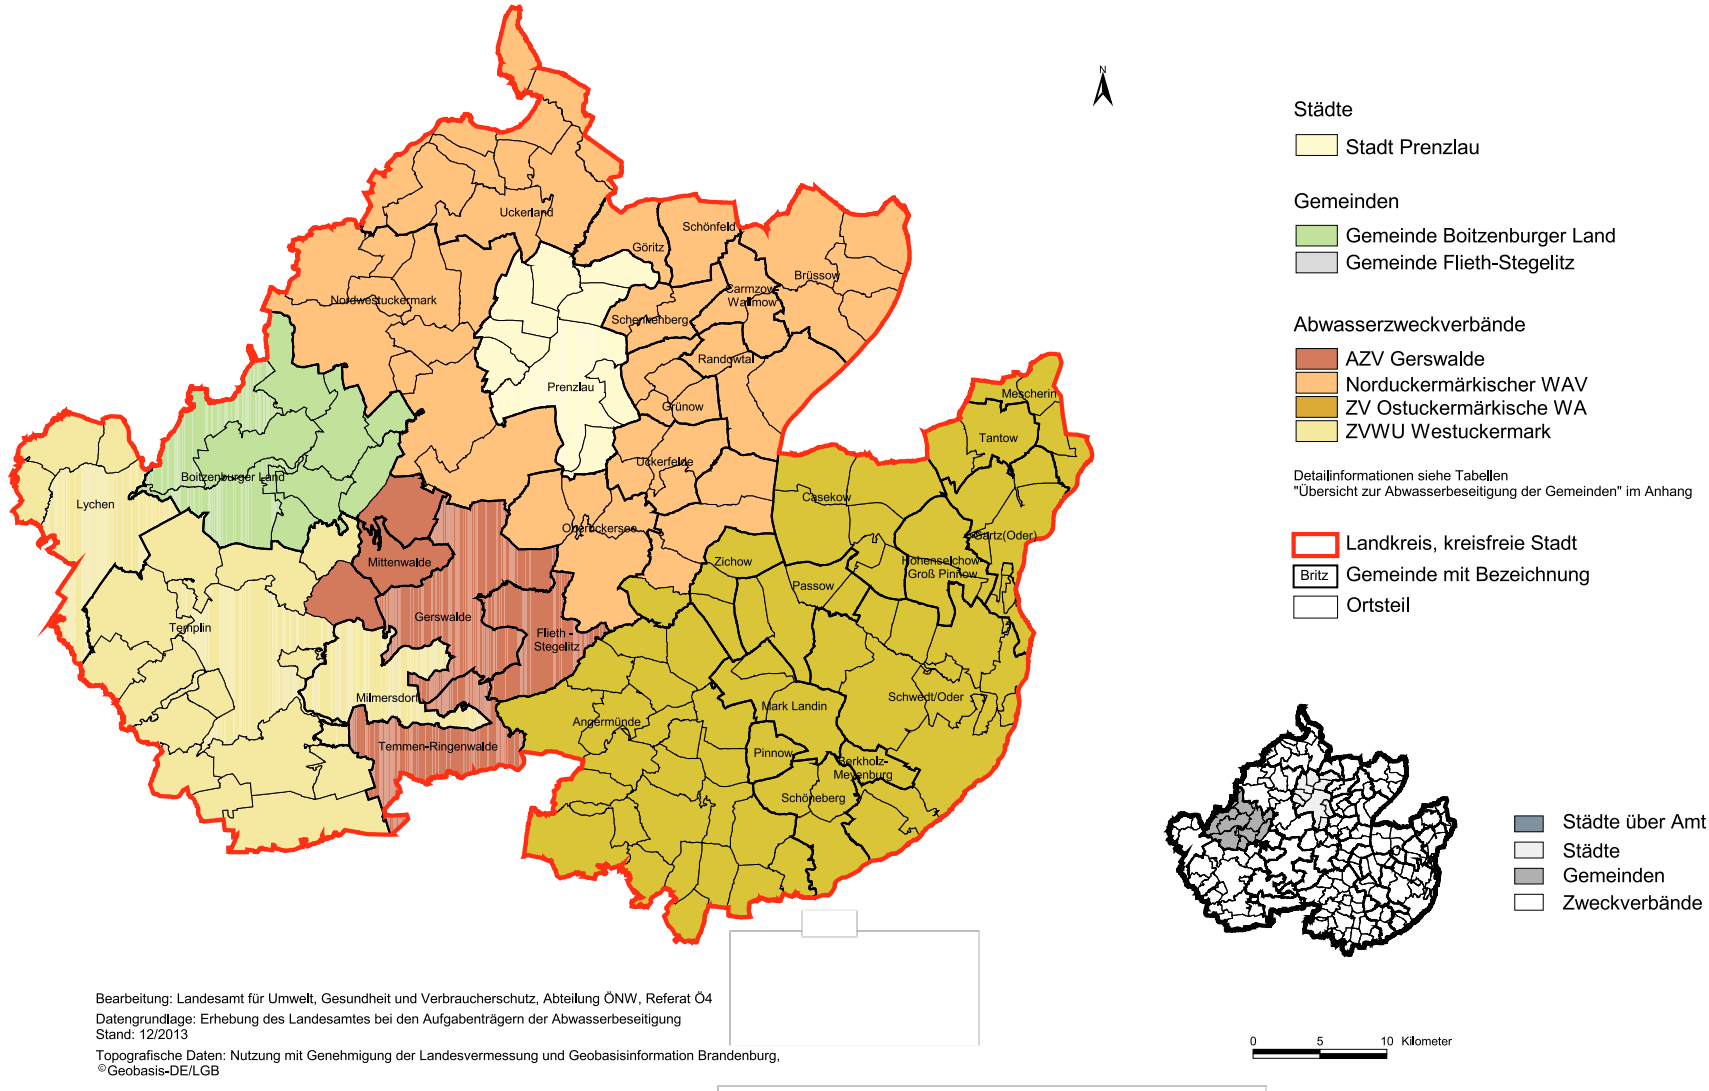 N
Uckerland
Göritz
Schönfeld
Brüssow
Carmzow-
Wallmow
Nordwestuckermark
Schenkenberg
Randowtal
Prenzlau
Grünow
Mescherin
Tantow
Uckerfelde
Boitzenburger Land
Lychen
Casekow
Oberuckersee
Gartz(Oder)
Mittenwalde
Zichow
Hohenselchow-
Groß Pinnow
Passow
Gerswalde
Templin
Flieth -
Stegelitz
Milmersdorf
Schwedt/Oder
Mark Landin
Angermünde
Temmen-Ringenwalde
Pinnow
Berkholz-
Meyenburg
Schöneberg
Städte
Stadt Prenzlau
Gemeinden
Gemeinde Boitzenburger Land
Gemeinde Flieth-Stegelitz
Abwasserzweckverbände
AZV Gerswalde
Norduckermärkischer WAV
ZV Ostuckermärkische WA
ZVWU Westuckermark
Detailinformationen siehe Tabellen
"Übersicht zur Abwasserbeseitigung der Gemeinden" im Anhang
Landkreis, kreisfreie Stadt
Britz Gemeinde mit Bezeichnung
Ortsteil
Städte über Amt
Städte
Gemeinden
Zweckverbände
0 5 10 Kilometer
Bearbeitung: Landesamt für Umwelt, Gesundheit und Verbraucherschutz, Abteilung ÖNW, Referat Ö4
Datengrundlage: Erhebung des Landesamtes bei den Aufgabenträgern der Abwasserbeseitigung
Stand: 12/2013
Topografische Daten: Nutzung mit Genehmigung der Landesvermessung und Geobasisinformation Brandenburg,
©Geobasis-DE/LGB